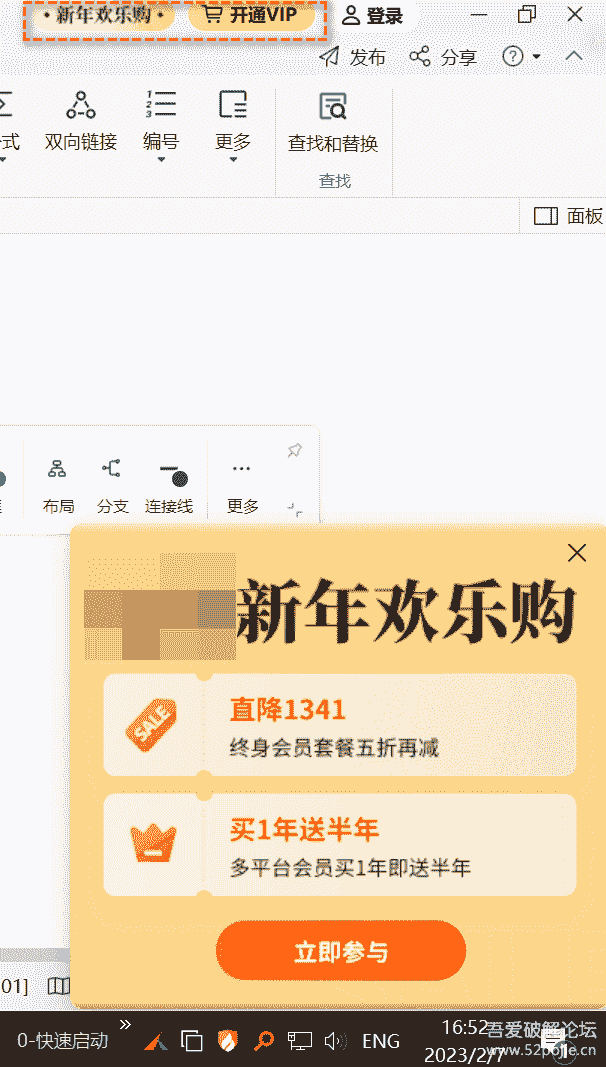 ·新年欢乐购· 开通VIP 登录
发布 分享
双向链接 编号 更多 查找和替换
查找
面板
布局 分支 连接线 更多
新年欢乐购
SALE
直降1341
终身会员套餐五折再减
买1年送半年
多平台会员买1年即送半年
立即参与
01]
0-快速启动 ENG 16:52
2023/2/7
吾爱破解论坛
www.52pojie.cn